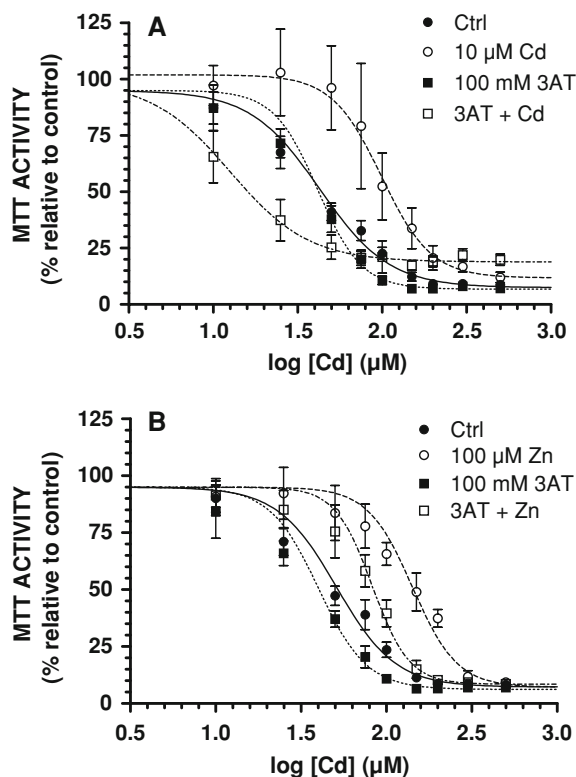 A
Ctrl
10 µM Cd
100 mM 3AT
3AT + Cd
MTT ACTIVITY
(% relative to control)
125
100
75
50
25
0
0.5 1.0 1.5 2.0 2.5 3.0
log [Cd] (µM)
B
Ctrl
100 µM Zn
100 mM 3AT
3AT + Zn
MTT ACTIVITY
(% relative to control)
125
100
75
50
25
0
0.5 1.0 1.5 2.0 2.5 3.0
log [Cd] (µM)